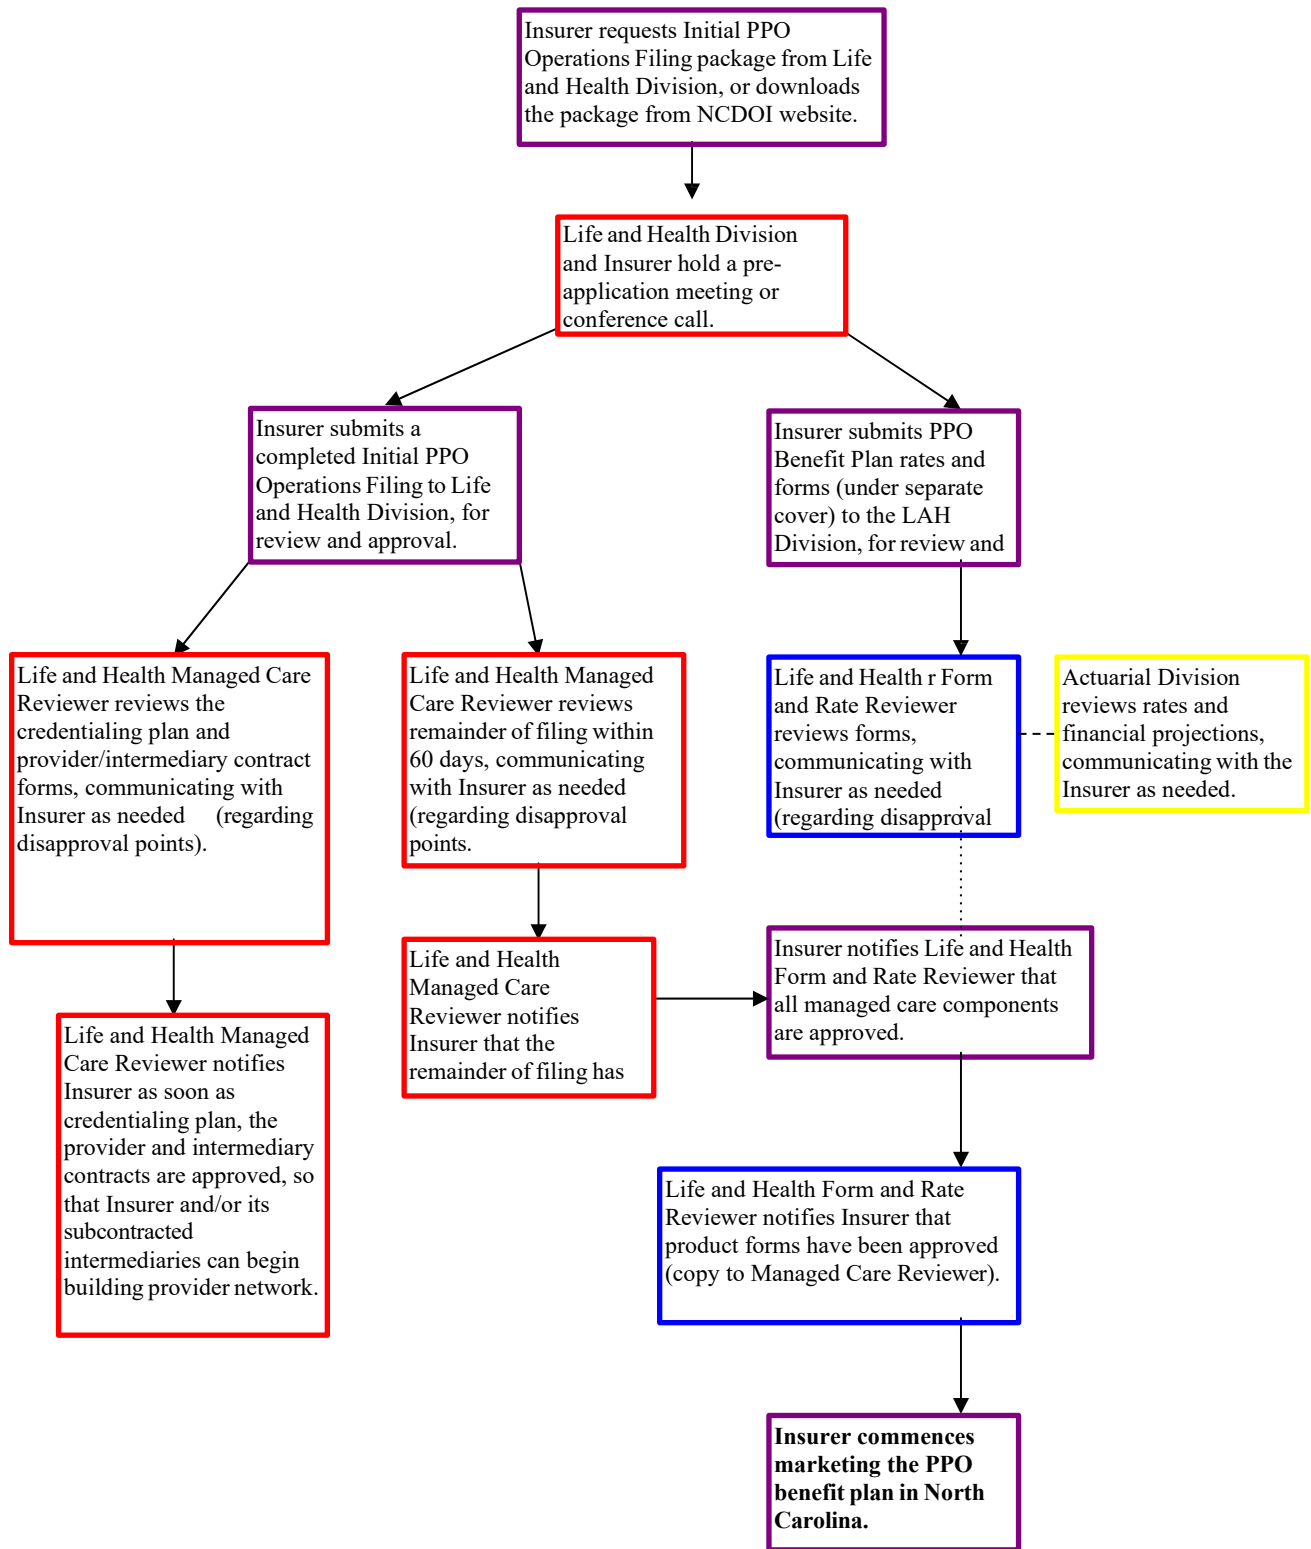 Insurer requests Initial PPO
Operations Filing package from Life
and Health Division, or downloads
the package from NCDOI website.
Life and Health Division
and Insurer hold a pre-
application meeting or
conference call.
Insurer submits a
completed Initial PPO
Operations Filing to Life
and Health Division, for
review and approval.
Insurer submits PPO
Benefit Plan rates and
forms (under separate
cover) to the LAH
Division, for review and
Life and Health Managed Care
Reviewer reviews the
credentialing plan and
provider/intermediary contract
forms, communicating with
Insurer as needed (regarding
disapproval points).
Life and Health Managed
Care Reviewer reviews
remainder of filing within
60 days, communicating
with Insurer as needed
(regarding disapproval
points.
Life and Health r Form
and Rate Reviewer
reviews forms,
communicating with
Insurer as needed
(regarding disapproval
Actuarial Division
reviews rates and
financial projections,
communicating with the
Insurer as needed.
Life and Health
Managed Care
Reviewer notifies
Insurer that the
remainder of filing has
Insurer notifies Life and Health
Form and Rate Reviewer that
all managed care components
are approved.
Life and Health Managed
Care Reviewer notifies
Insurer as soon as
credentialing plan, the
provider and intermediary
contracts are approved, so
that Insurer and/or its
subcontracted
intermediaries can begin
building provider network.
Life and Health Form and Rate
Reviewer notifies Insurer that
product forms have been approved
(copy to Managed Care Reviewer).
Insurer commences
marketing the PPO
benefit plan in North
Carolina.